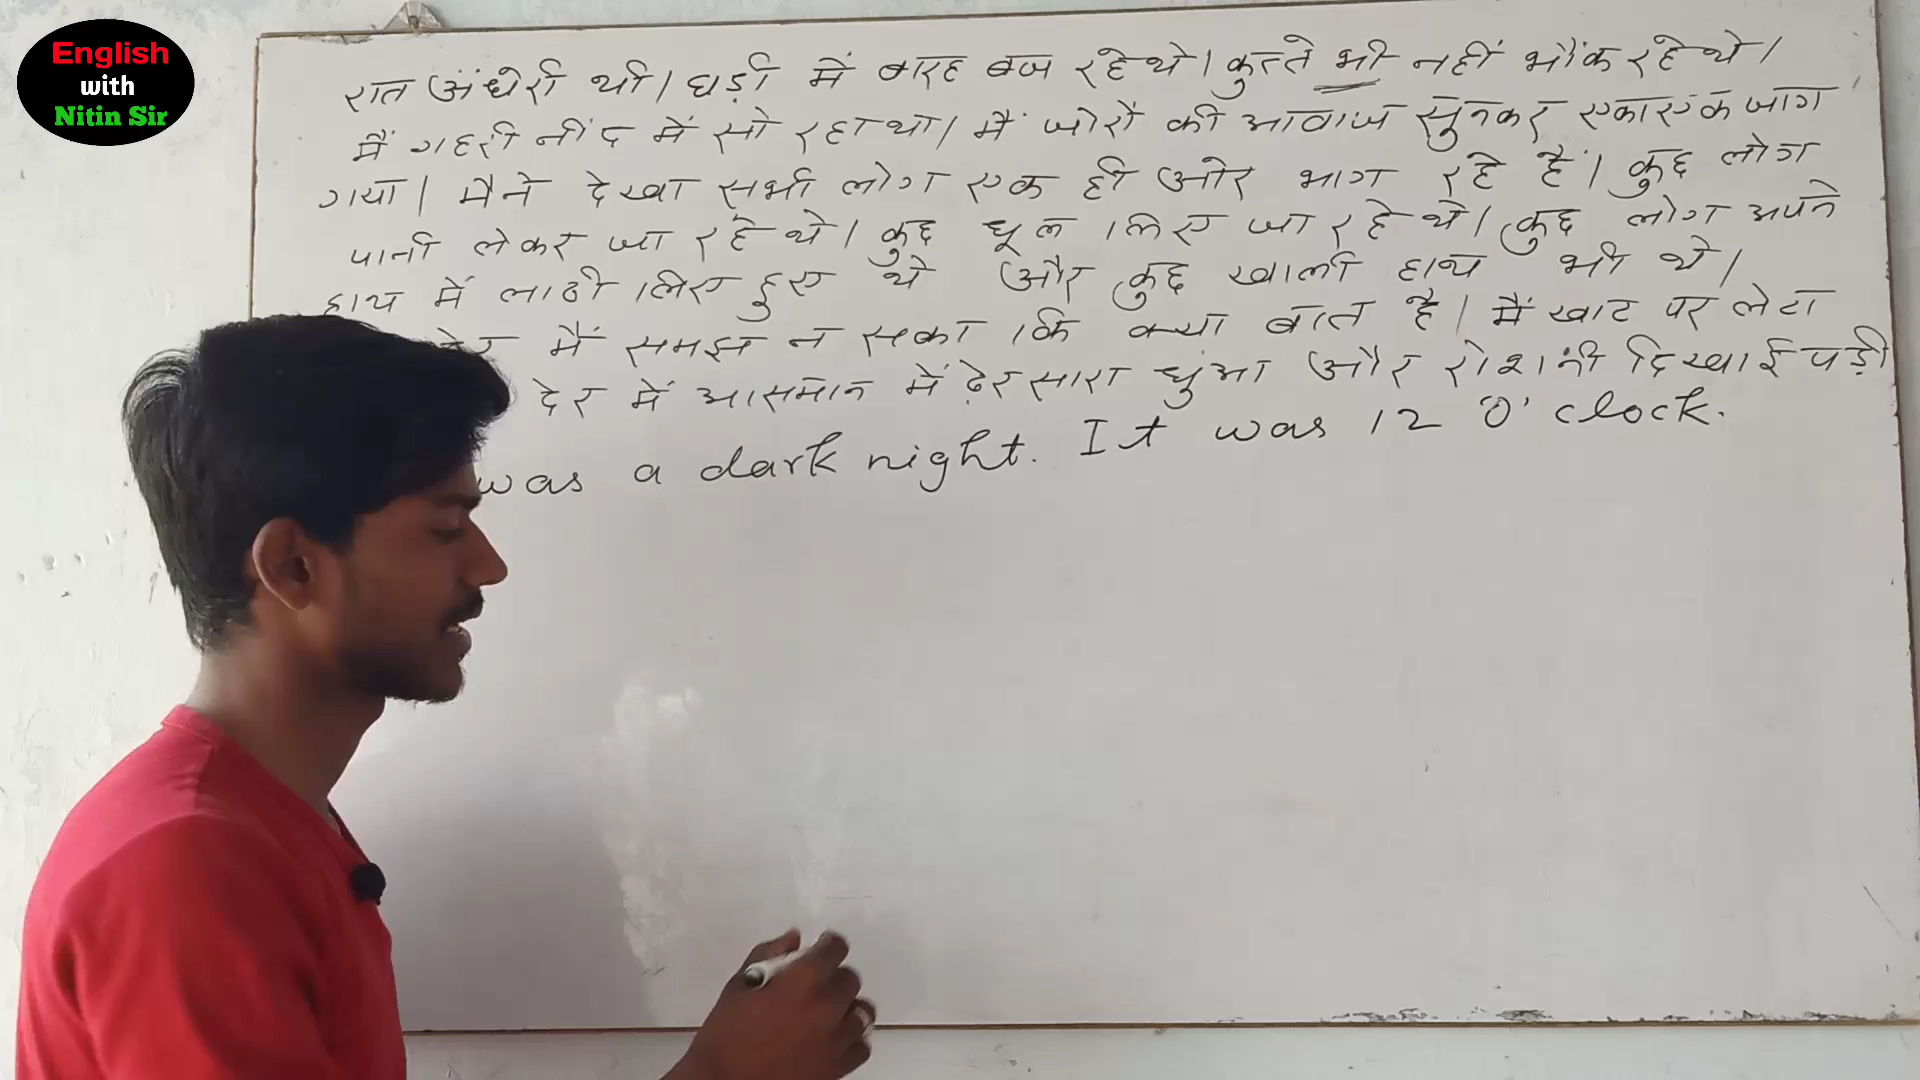 English
with
Nitin Sir
रात अंधेरी थी। घड़ी में बारह बज रहे थे। कुत्ते भी नहीं भौंक रहे थे।
मैं गहरी नींद में सो रहा था। मैं जोरों की आवाज सुनकर एकाएक जाग
गया। मैंने देखा सभी लोग एक ही ओर भाग रहे हैं। कुछ लोग
पानी लेकर जा रहे थे। कुछ धूल लिए जा रहे थे। कुछ लोग अपने
हाथ में लाठी लिए हुए थे और कुछ खाली हाथ भी थे।
मैं समझ न सका कि क्या बात है। मैं खाट पर लेटा
देर में आसमान में ढ़ेर सारा धुंआ और रोशनी दिखाई पड़ी
was a dark night. It was 12 'O' clock.